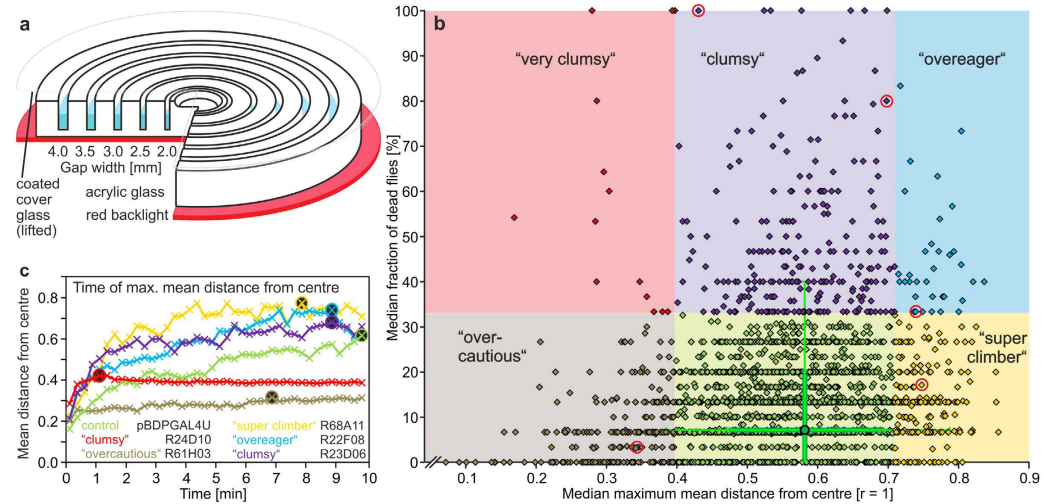 a
4.0 3.5 3.0 2.5 2.0
Gap width [mm]
coated
cover
glass
(lifted)
acrylic glass
red backlight
b
Median fraction of dead flies [%]
100
90
80
70
60
50
40
30
20
10
0
“very clumsy“
“clumsy“
“overeager“
“over-
cautious“
“super
climber“
0.1 0.2 0.3 0.4 0.5 0.6 0.7 0.8 0.9
Median maximum mean distance from centre [r = 1]
c
Time of max. mean distance from centre
Mean distance from centre
0.8
0.6
0.4
0.2
0.0
control pBDPGAL4U
“clumsy“ R24D10
“overcautious“ R61H03
“super climber“ R68A11
“overeager“ R22F08
“clumsy“ R23D06
0 1 2 3 4 5 6 7 8 9 10
Time [min]